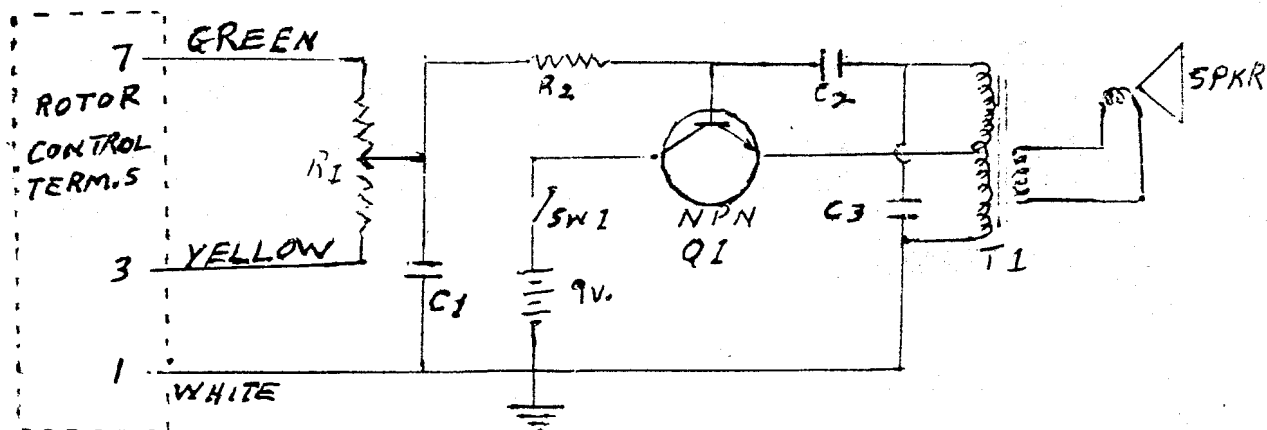 7 GREEN
ROTOR
CONTROL
TERM.S
R1
3 YELLOW
1 WHITE
C1
R2
SW1
9V.
NPN
Q1
C2
C3
T1
SPKR